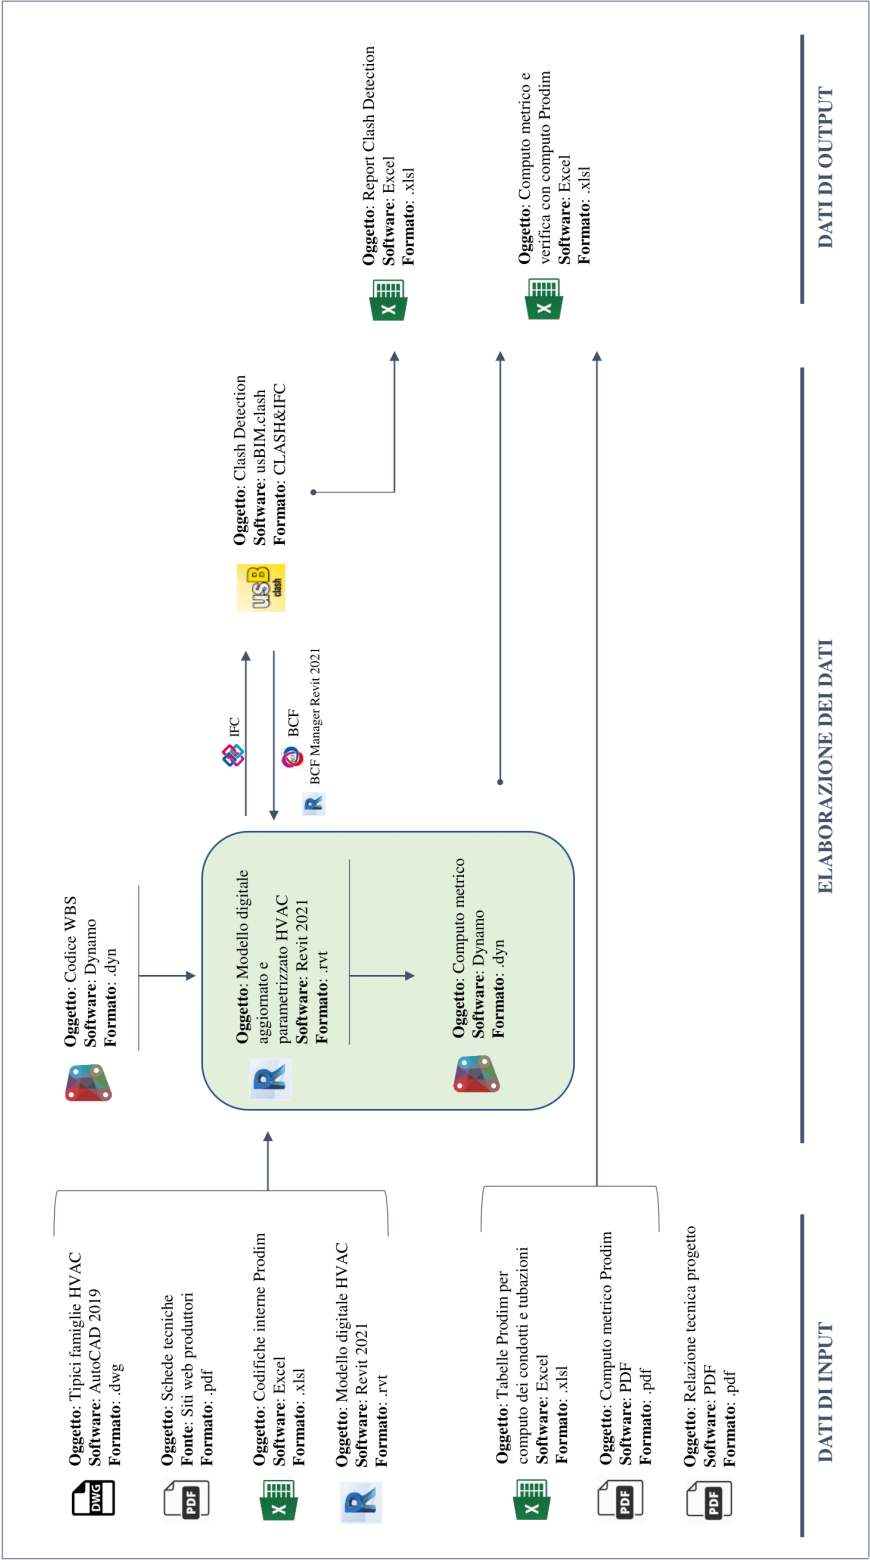 Oggetto: Tipici famiglie HVAC
Software: AutoCAD 2019
Formato: .dwg
DWG
Oggetto: Schede tecniche
Fonte: Siti web produttori
Formato: .pdf
PDF
Oggetto: Codifiche interne Prodim
Software: Excel
Formato: .xlsl
X
Oggetto: Modello digitale HVAC
Software: Revit 2021
Formato: .rvt
R
Oggetto: Tabelle Prodim per
computo dei condotti e tubazioni
Software: Excel
Formato: .xlsl
X
Oggetto: Computo metrico Prodim
Software: PDF
Formato: .pdf
PDF
Oggetto: Relazione tecnica progetto
Software: PDF
Formato: .pdf
PDF
DATI DI INPUT
Oggetto: Codice WBS
Software: Dynamo
Formato: .dyn
Oggetto: Modello digitale
aggiornato e
parametrizzato HVAC
Software: Revit 2021
Formato: .rvt
R
Oggetto: Computo metrico
Software: Dynamo
Formato: .dyn
IFC
BCF
R
BCF Manager Revit 2021
usB
clash
Oggetto: Clash Detection
Software: usBIM.clash
Formato: CLASH&IFC
ELABORAZIONE DEI DATI
Oggetto: Report Clash Detection
Software: Excel
Formato: .xlsl
X
Oggetto: Computo metrico e
verifica con computo Prodim
Software: Excel
Formato: .xlsl
X
DATI DI OUTPUT